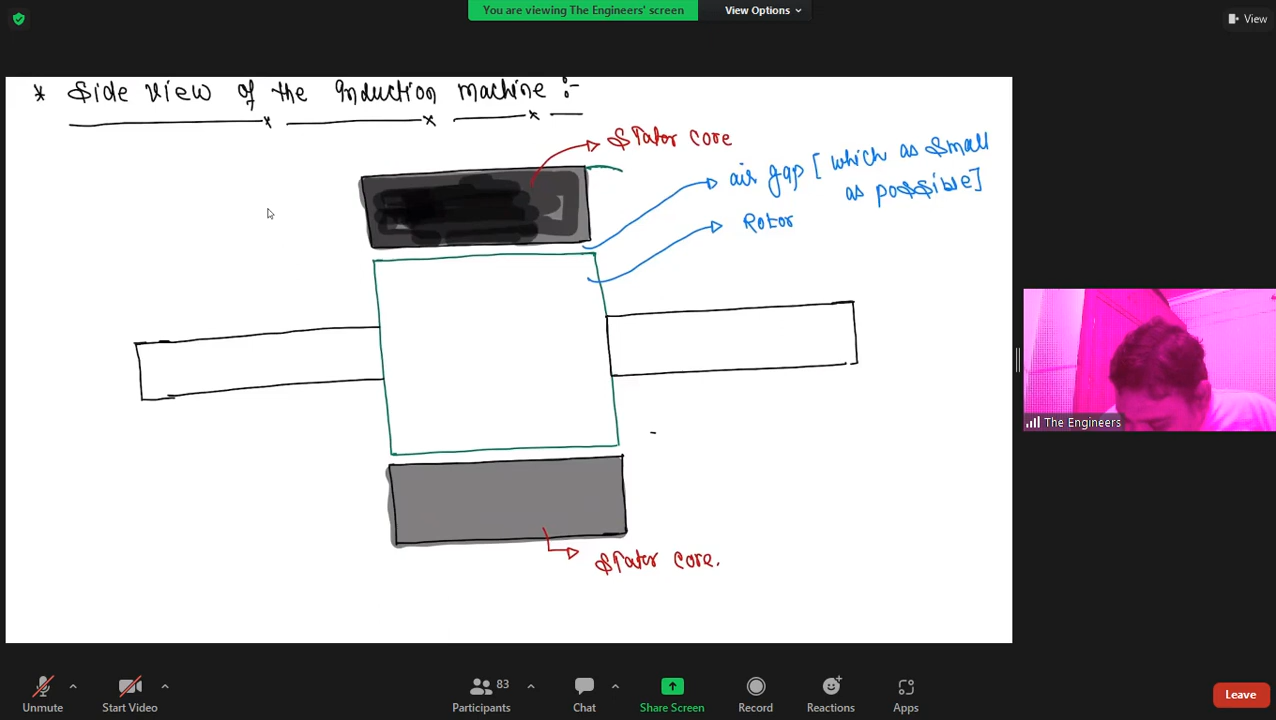 You are viewing The Engineers' screen
View Options
View
* Side view of the Induction machine :-
Stator core
air gap [which as small
as possible]
Rotor
Stator core.
The Engineers
Unmute
Start Video
83
Participants
Chat
Share Screen
Record
Reactions
Apps
Leave